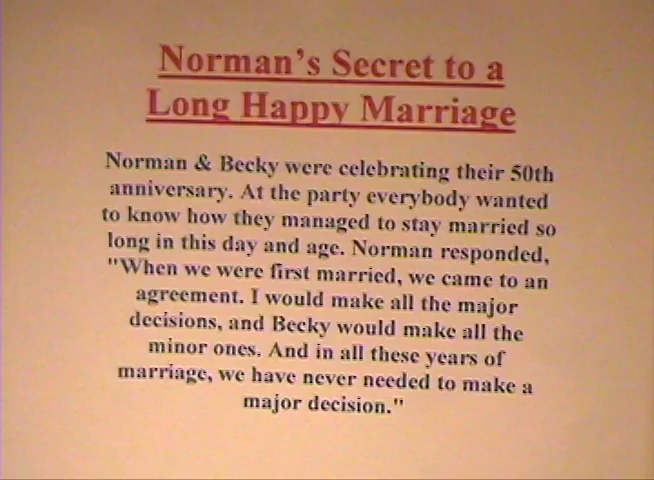 Norman's Secret to a
Long Happy Marriage
Norman & Becky were celebrating their 50th
anniversary. At the party everybody wanted
to know how they managed to stay married so
long in this day and age. Norman responded,
"When we were first married, we came to an
agreement. I would make all the major
decisions, and Becky would make all the
minor ones. And in all these years of
marriage, we have never needed to make a
major decision."